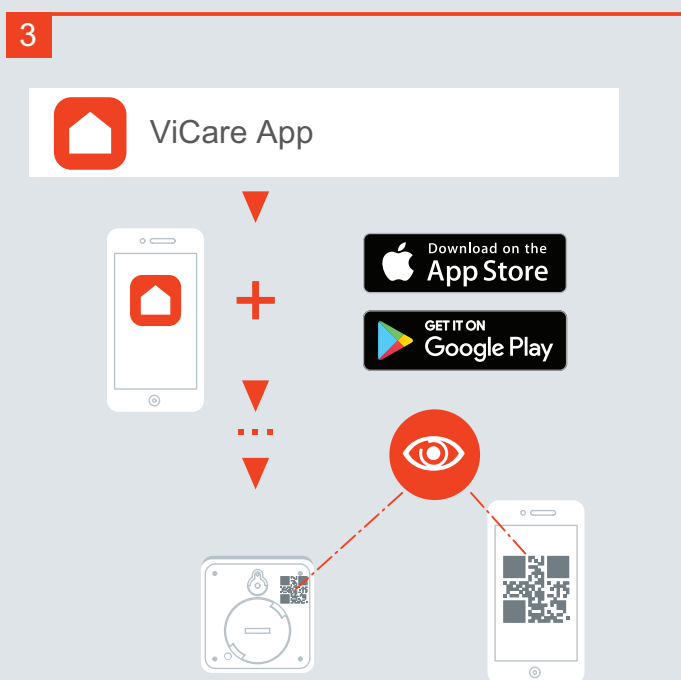 3
ViCare App
Download on the
App Store
GET IT ON
Google Play